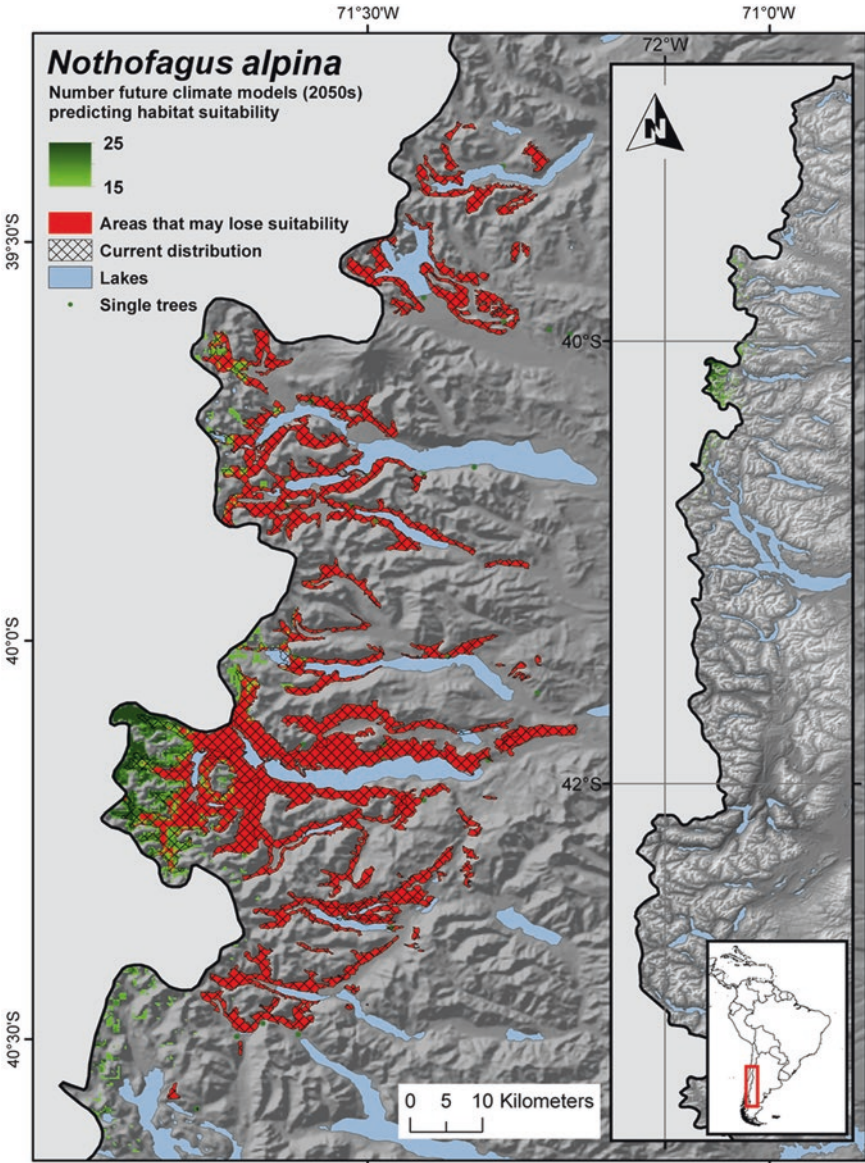 71°30'W
71°0'W
Nothofagus alpina
Number future climate models (2050s)
predicting habitat suitability
25
15
Areas that may lose suitability
Current distribution
Lakes
Single trees
72°W
N
39°30'S
40°S
40°0'S
42°S
40°30'S
0 5 10 Kilometers